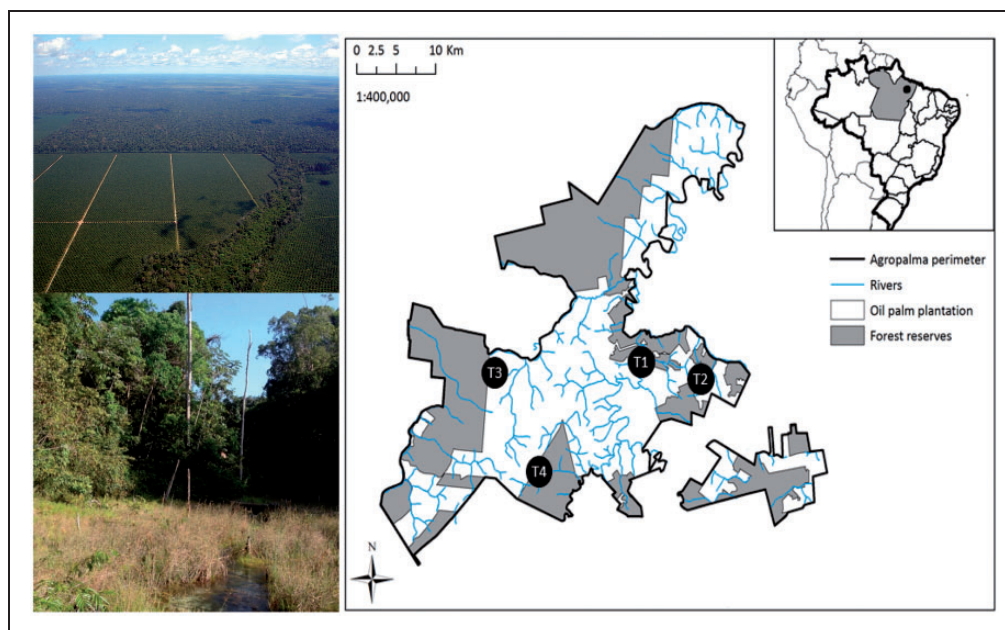 0 2.5 5 10 Km
1:400,000
Agropalma perimeter
Rivers
Oil palm plantation
Forest reserves
T1
T3
T2
T4
N